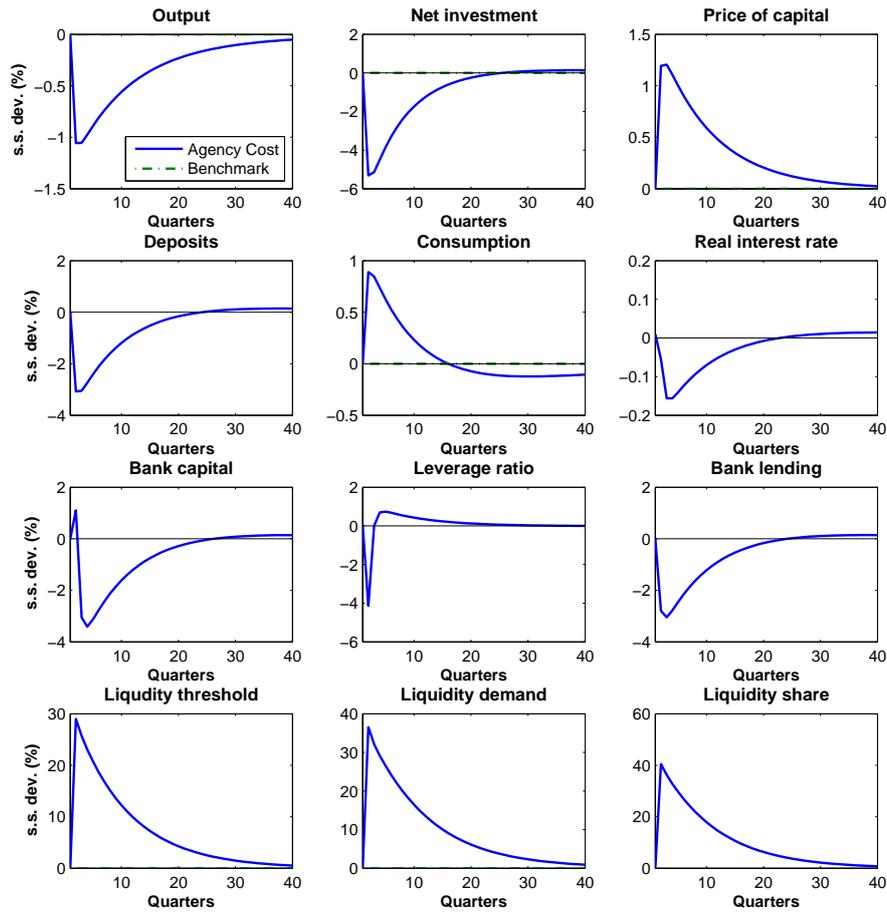 Output
Net investment
Price of capital
s.s. dev. (%)
0
−0.5
−1
−1.5
10 20 30 40
Quarters
Agency Cost
Benchmark
2
0
−2
−4
−6
10 20 30 40
Quarters
1.5
1
0.5
0
10 20 30 40
Quarters
Deposits
Consumption
Real interest rate
s.s. dev. (%)
2
0
−2
−4
10 20 30 40
Quarters
1
0.5
0
−0.5
10 20 30 40
Quarters
0.2
0.1
0
−0.1
−0.2
10 20 30 40
Quarters
Bank capital
Leverage ratio
Bank lending
s.s. dev. (%)
2
0
−2
−4
10 20 30 40
Quarters
2
0
−2
−4
−6
10 20 30 40
Quarters
2
0
−2
−4
10 20 30 40
Quarters
Liqudity threshold
Liquidity demand
Liquidity share
s.s. dev. (%)
30
20
10
0
10 20 30 40
Quarters
40
30
20
10
0
10 20 30 40
Quarters
60
40
20
0
10 20 30 40
Quarters